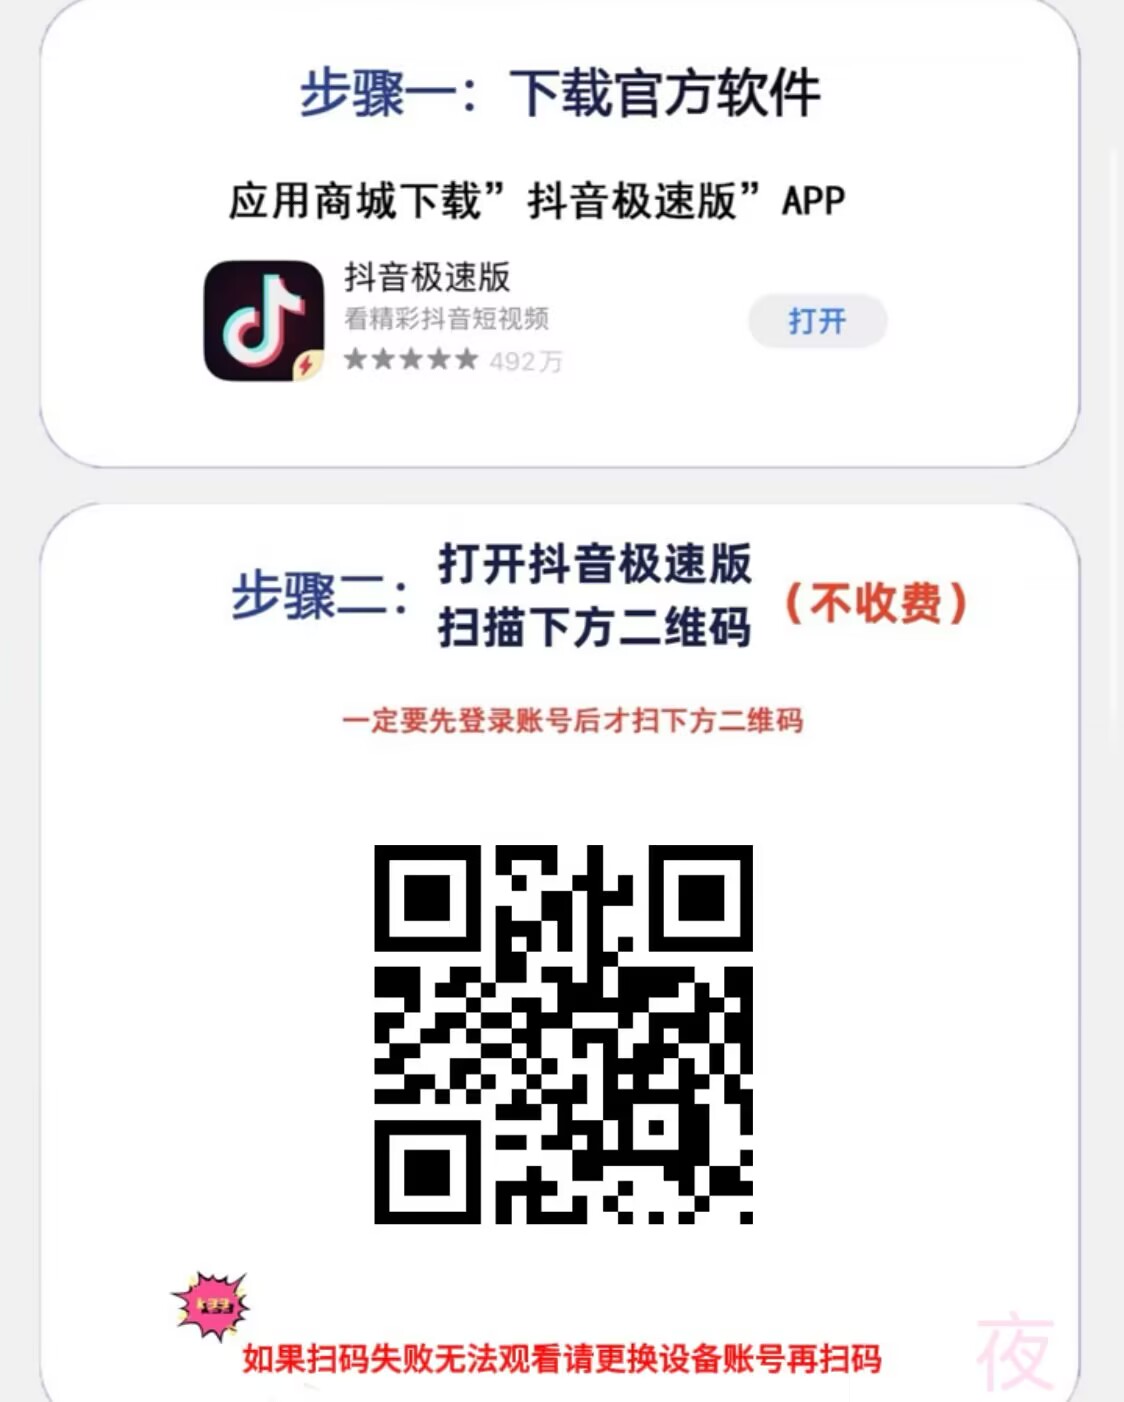 步骤一：下载官方软件
应用商城下载”抖音极速版”APP
抖音极速版
看精彩抖音短视频
492万
打开
步骤二：
打开抖音极速版
扫描下方二维码
（不收费）
一定要先登录账号后才扫下方二维码
如果扫码失败无法观看请更换设备账号再扫码
夜